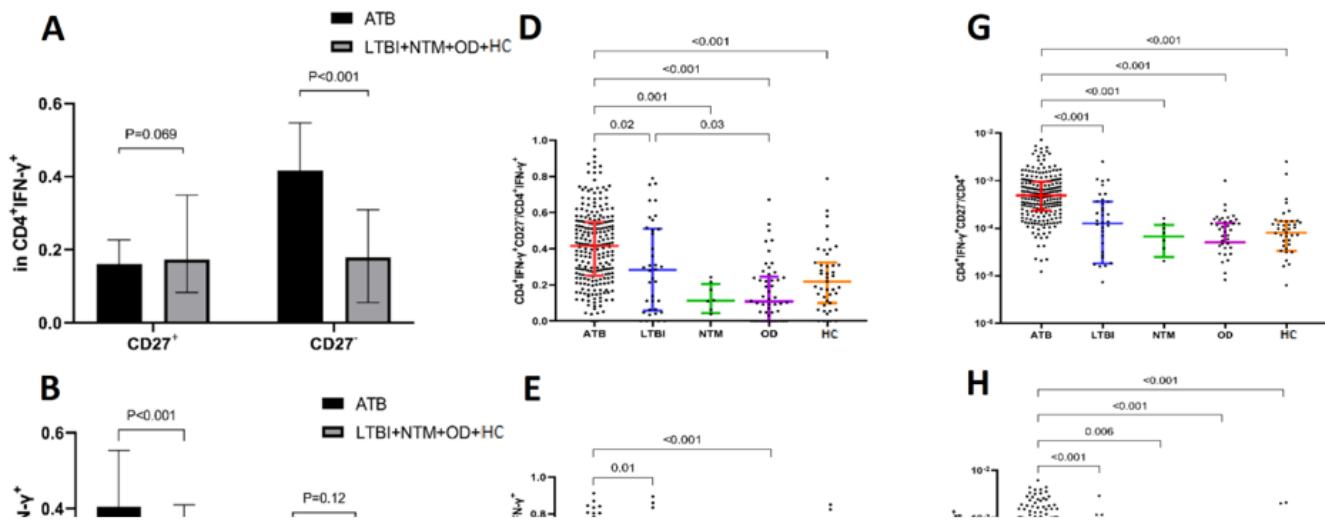 A
ATB
LTBI+NTM+OD+HC
P<0.001
P=0.069
in CD4⁺IFN-γ⁺
0.6
0.4
0.2
0.0
CD27⁺
CD27⁻
D
<0.001
<0.001
0.001
0.02
0.03
CD4⁺IFN-γ⁺CD27⁻/CD4⁺IFN-γ⁺
1.0
0.8
0.6
0.4
0.2
0.0
ATB
LTBI
NTM
OD
HC
G
<0.001
<0.001
<0.001
<0.001
CD4⁺IFN-γ⁺CD27⁻/CD4⁺
10⁻²
10⁻³
10⁻⁴
10⁻⁵
10⁻⁶
ATB
LTBI
NTM
OD
HC
B
ATB
LTBI+NTM+OD+HC
P<0.001
P=0.12
0.6
0.4
E
<0.001
0.01
1.0
0.8
H
<0.001
<0.001
0.006
<0.001
10⁻²